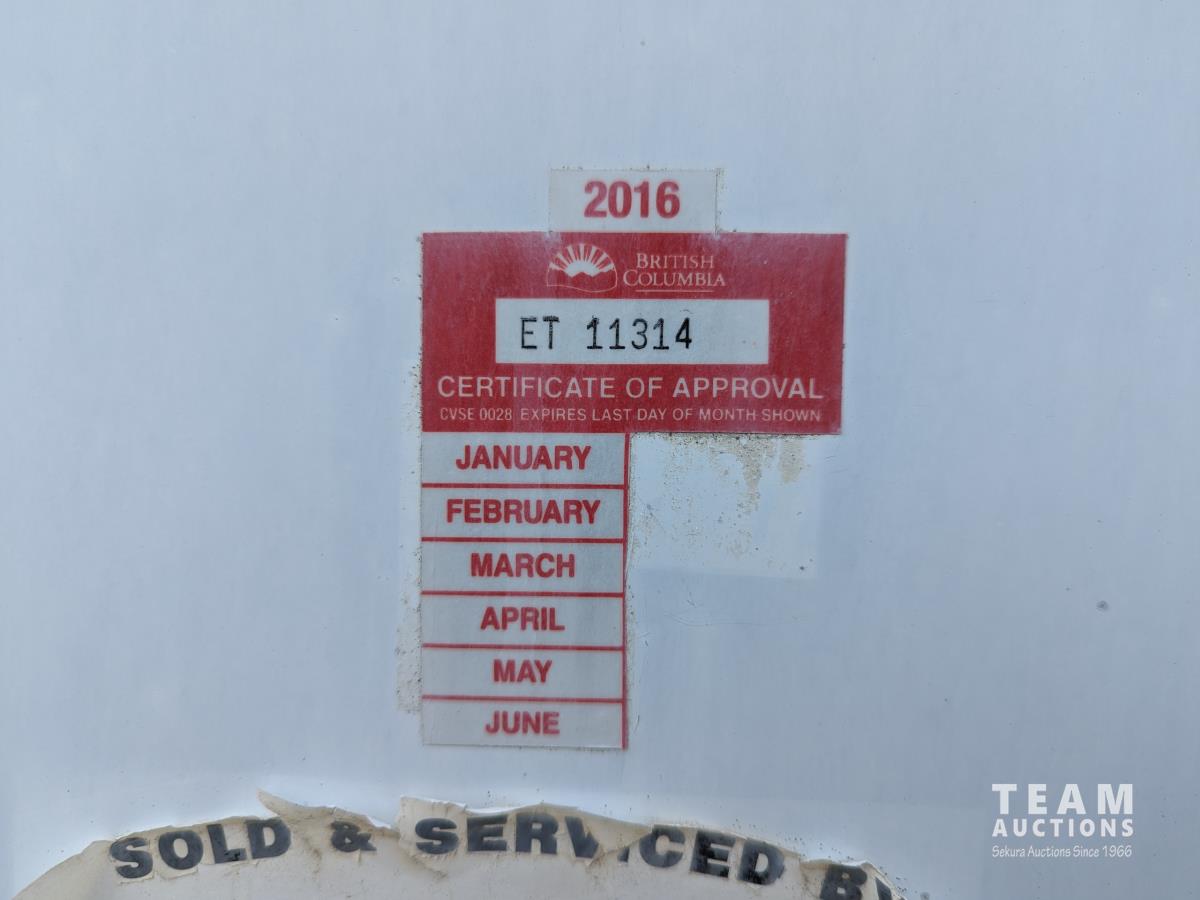 2016
BRITISH
COLUMBIA
ET 11314
CERTIFICATE OF APPROVAL
CVSE 0028 EXPIRES LAST DAY OF MONTH SHOWN
JANUARY
FEBRUARY
MARCH
APRIL
MAY
JUNE
TEAM
AUCTIONS
Sekura Auctions Since 1966
SOLD & SERVICED BY